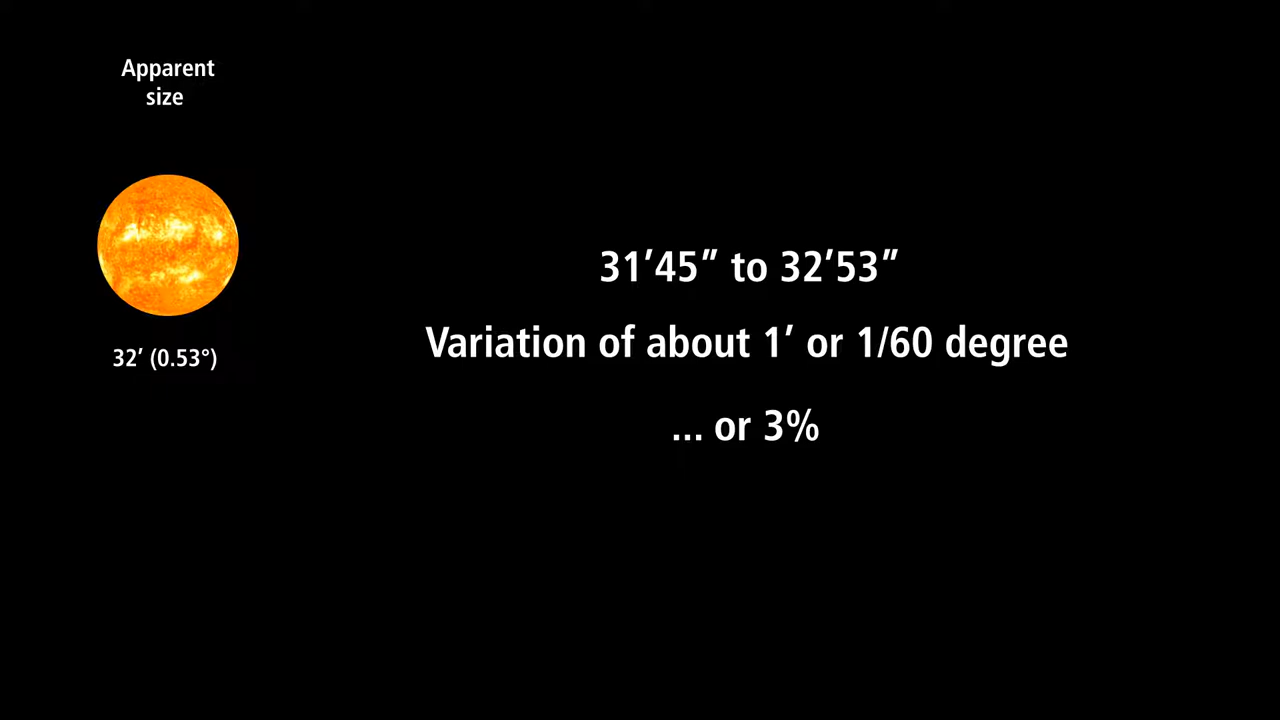 Apparent
size
32′ (0.53°)
31′45″ to 32′53″
Variation of about 1′ or 1/60 degree
... or 3%